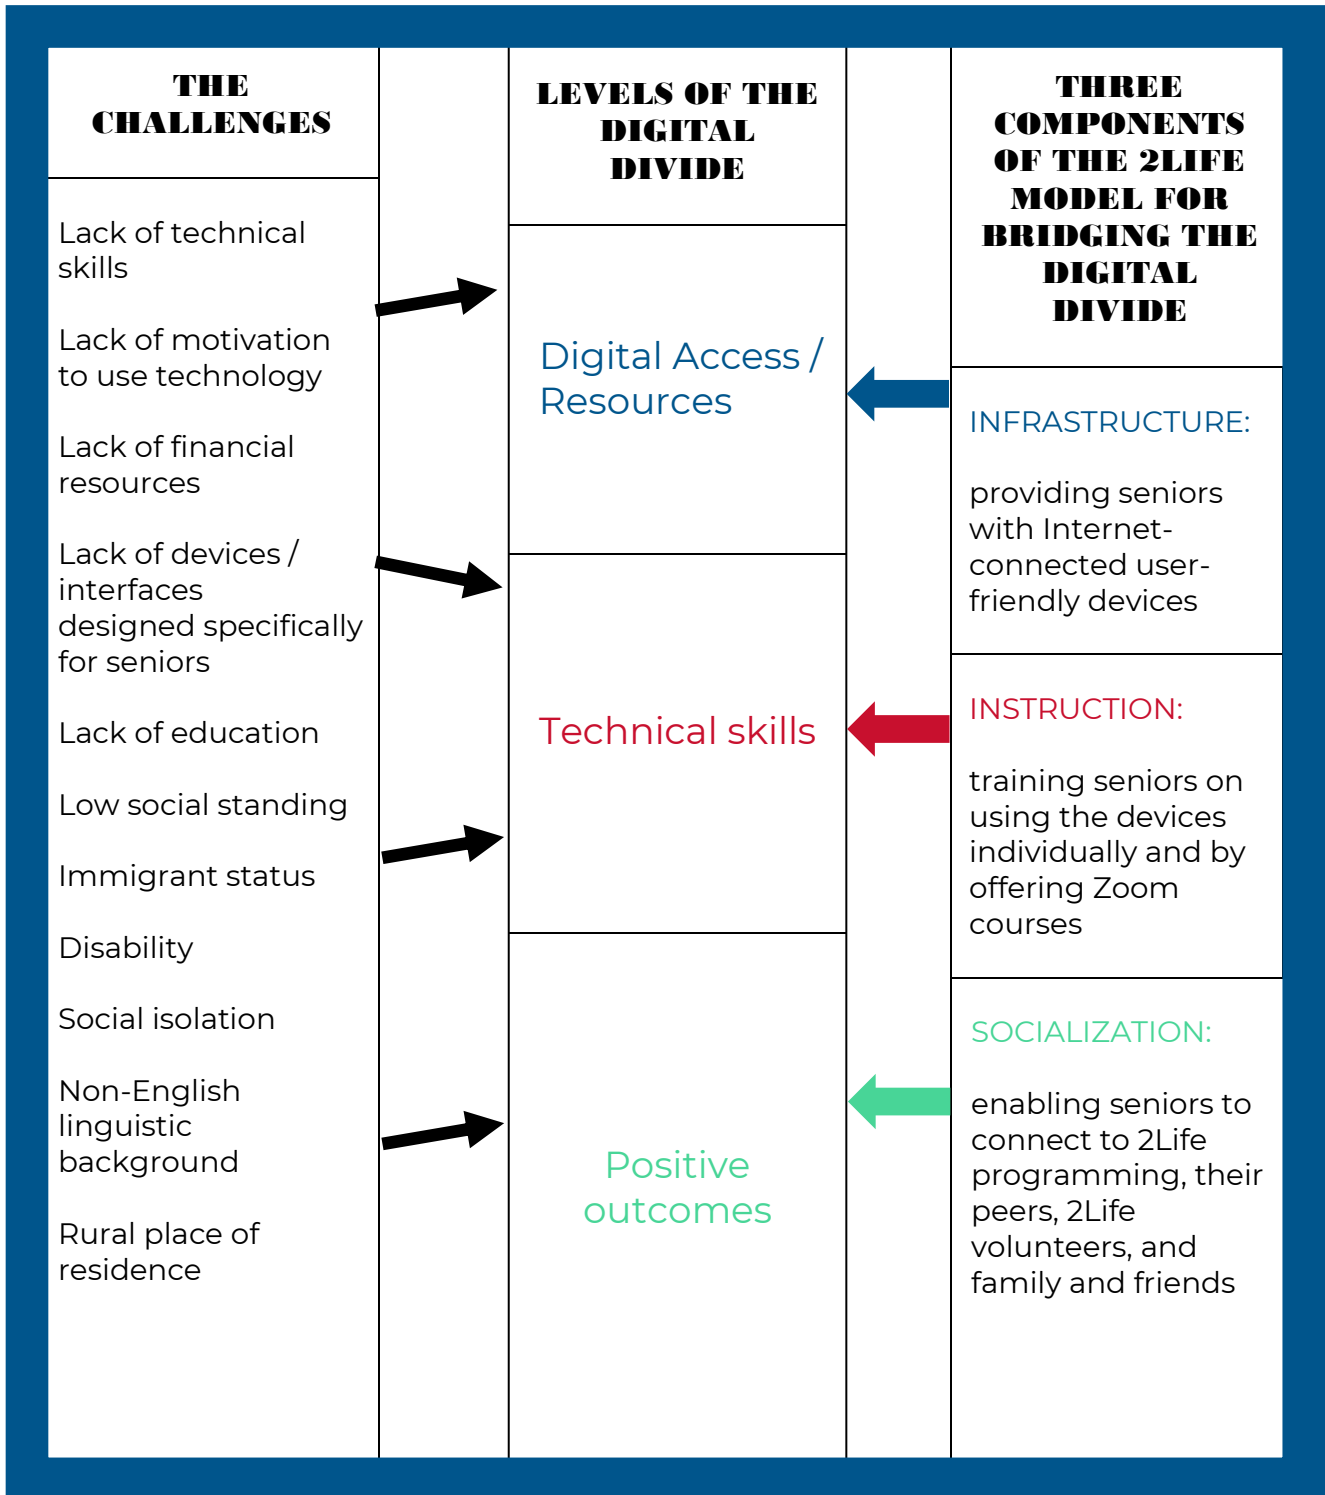 THE
CHALLENGES
Lack of technical
skills
Lack of motivation
to use technology
Lack of financial
resources
Lack of devices /
interfaces
designed specifically
for seniors
Lack of education
Low social standing
Immigrant status
Disability
Social isolation
Non-English
linguistic
background
Rural place of
residence
LEVELS OF THE
DIGITAL
DIVIDE
Digital Access /
Resources
Technical skills
Positive
outcomes
THREE
COMPONENTS
OF THE 2LIFE
MODEL FOR
BRIDGING THE
DIGITAL
DIVIDE
INFRASTRUCTURE:
providing seniors
with Internet-
connected user-
friendly devices
INSTRUCTION:
training seniors on
using the devices
individually and by
offering Zoom
courses
SOCIALIZATION:
enabling seniors to
connect to 2Life
programming, their
peers, 2Life
volunteers, and
family and friends